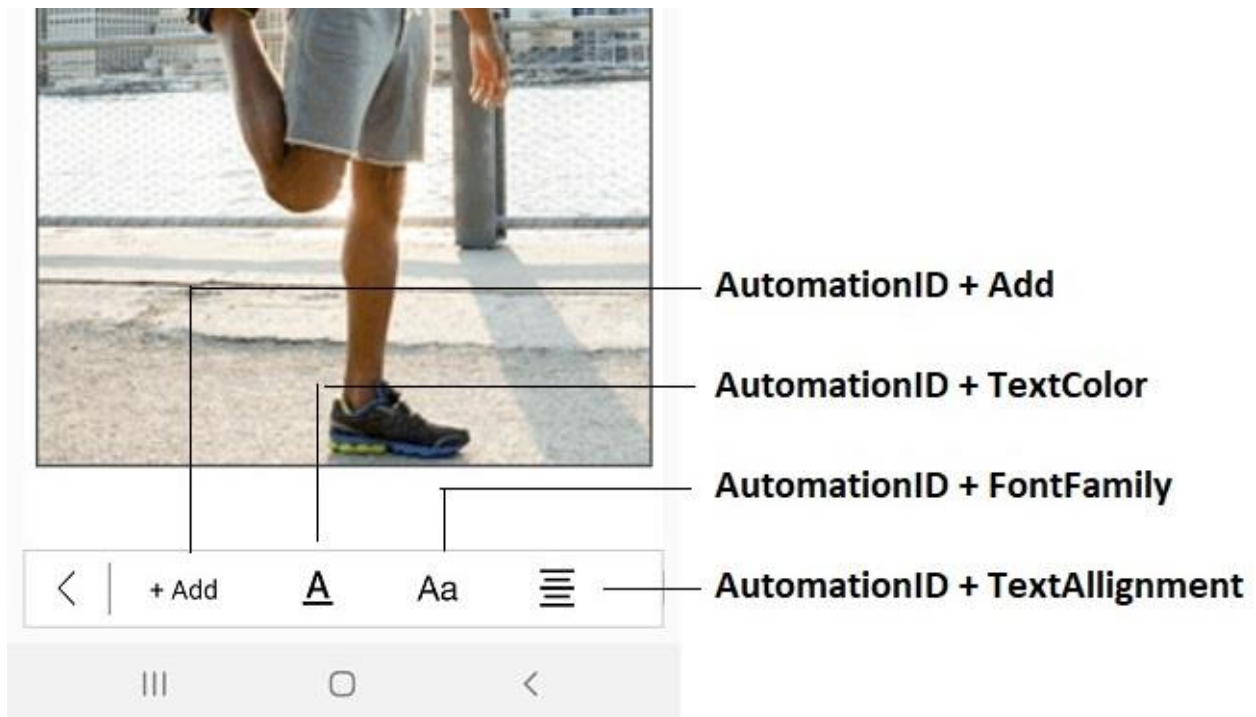 AutomationID + Add
AutomationID + TextColor
AutomationID + FontFamily
AutomationID + TextAllignment
+ Add A Aa